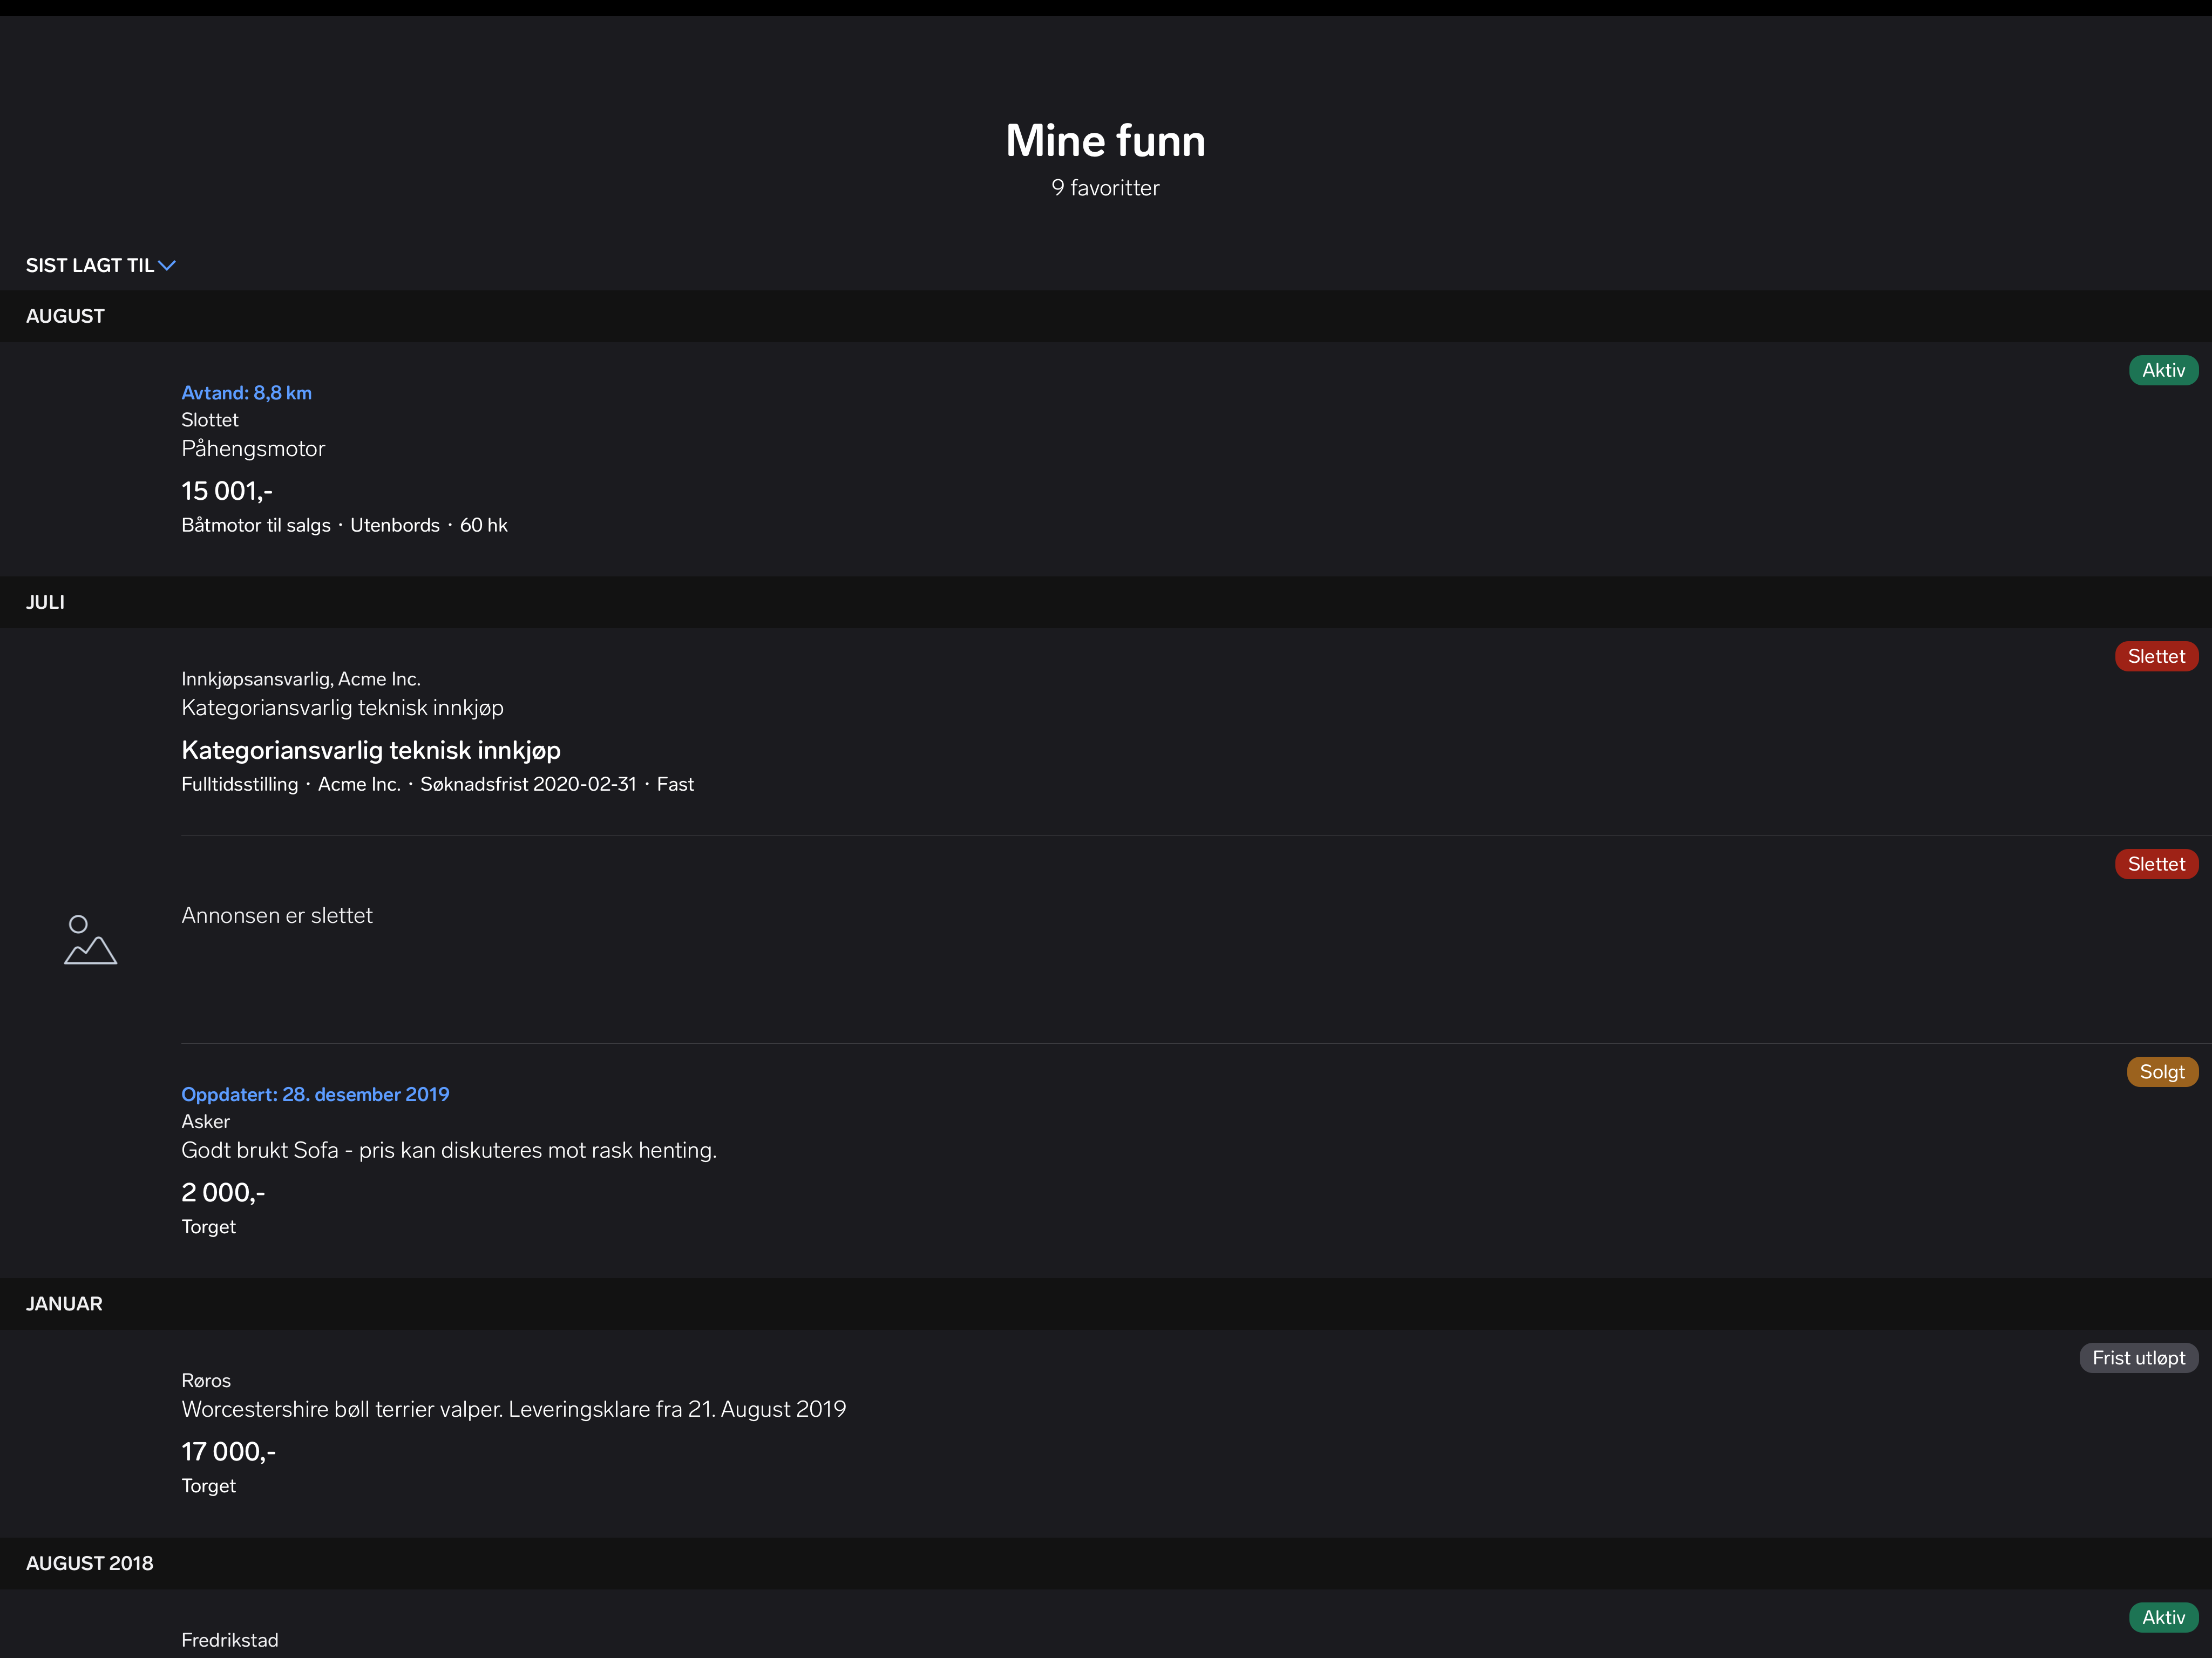 Mine funn
9 favoritter
SIST LAGT TIL
AUGUST
Aktiv
Avtand: 8,8 km
Slottet
Påhengsmotor
15 001,-
Båtmotor til salgs · Utenbords · 60 hk
JULI
Slettet
Innkjøpsansvarlig, Acme Inc.
Kategoriansvarlig teknisk innkjøp
Kategoriansvarlig teknisk innkjøp
Fulltidsstilling · Acme Inc. · Søknadsfrist 2020-02-31 · Fast
Slettet
Annonsen er slettet
Solgt
Oppdatert: 28. desember 2019
Asker
Godt brukt Sofa - pris kan diskuteres mot rask henting.
2 000,-
Torget
JANUAR
Frist utløpt
Røros
Worcestershire bøll terrier valper. Leveringsklare fra 21. August 2019
17 000,-
Torget
AUGUST 2018
Aktiv
Fredrikstad